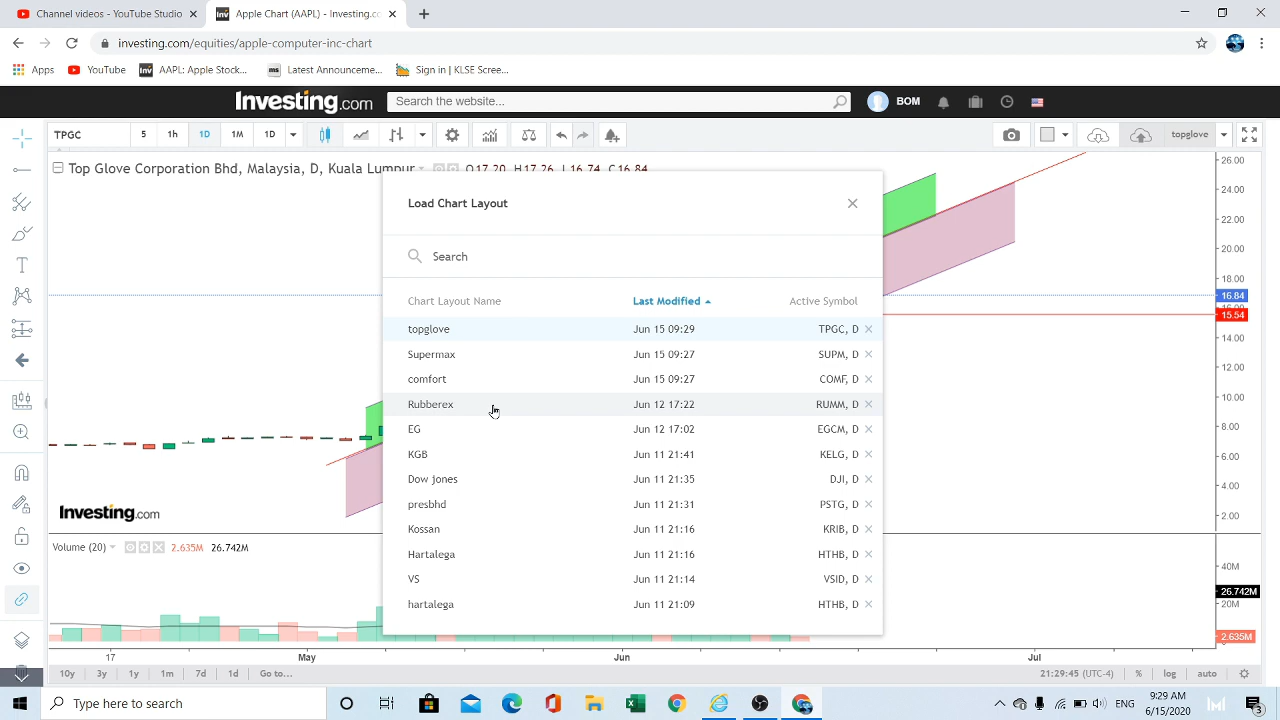 Channel videos - YouTube Studio
Apple Chart (AAPL) - Investing.co
investing.com/equities/apple-computer-inc-chart
Apps
YouTube
AAPL: Apple Stock...
Latest Announceme...
Sign in | KLSE Scree...
Investing.com
Search the website...
BOM
TPGC
5
1h
1D
1M
1D
topglove
Top Glove Corporation Bhd, Malaysia, D, Kuala Lumpur
O17.20 H17.26 L16.74 C16.84
Load Chart Layout
Search
Chart Layout Name Last Modified Active Symbol
topglove Jun 15 09:29 TPGC, D
Supermax Jun 15 09:27 SUPM, D
comfort Jun 15 09:27 COMF, D
Rubberex Jun 12 17:22 RUMM, D
EG Jun 12 17:02 EGCM, D
KGB Jun 11 21:41 KELG, D
Dow jones Jun 11 21:35 DJI, D
presbhd Jun 11 21:31 PSTG, D
Kossan Jun 11 21:16 KRIB, D
Hartalega Jun 11 21:16 HTHB, D
VS Jun 11 21:14 VSID, D
hartalega Jun 11 21:09 HTHB, D
26.00
24.00
22.00
20.00
18.00
16.84
15.54
14.00
12.00
10.00
8.00
6.00
4.00
2.00
Investing.com
Volume (20) 2.635M 26.742M
40M
26.742M
20M
2.635M
17 May Jun Jul
10y 3y 1y 1m 7d 1d Go to... 21:29:45 (UTC-4) % log auto
Type here to search
ENG
9:29 AM
6/15/2020
3